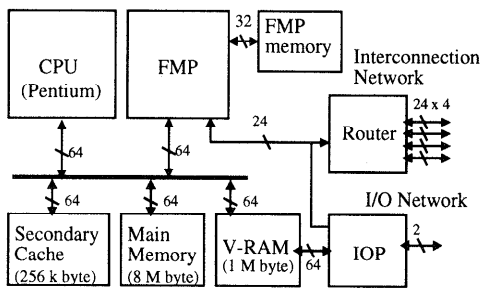 CPU
(Pentium)
FMP
32
FMP
memory
Interconnection
Network
24 x 4
24
Router
64
64
64
64
64
I/O Network
Secondary
Cache
(256 k byte)
Main
Memory
(8 M byte)
V-RAM
(1 M byte)
64
IOP
2